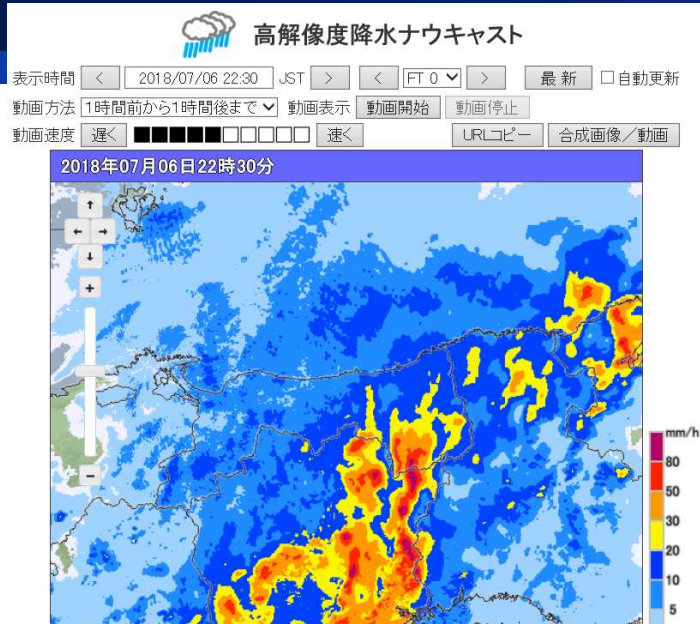 高解像度降水ナウキャスト
表示時間 < 2018/07/06 22:30 JST > < FT 0 > 最 新 自動更新
動画方法 1時間前から1時間後まで 動画表示 動画開始 動画停止
動画速度 遅く 速く URLコピー 合成画像／動画
2018年07月06日22時30分
↑
← →
↓
+
-
mm/h
80
50
30
20
10
5